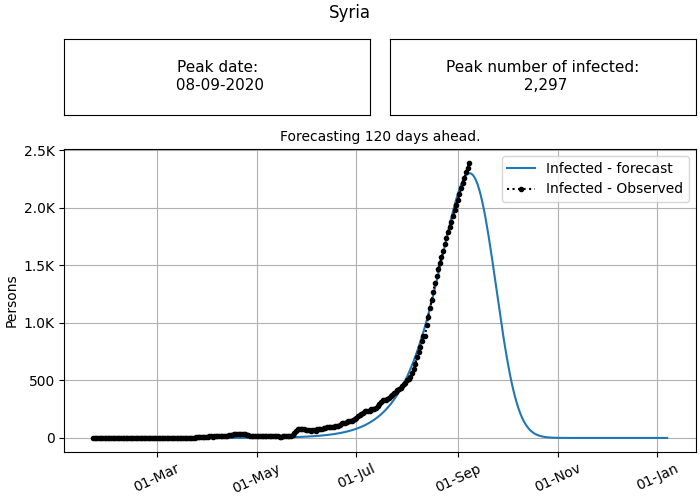 Syria
Peak date:
08-09-2020
Peak number of infected:
2,297
Forecasting 120 days ahead.
2.5K
2.0K
1.5K
1.0K
500
0
Persons
Infected - forecast
Infected - Observed
01-Mar
01-May
01-Jul
01-Sep
01-Nov
01-Jan